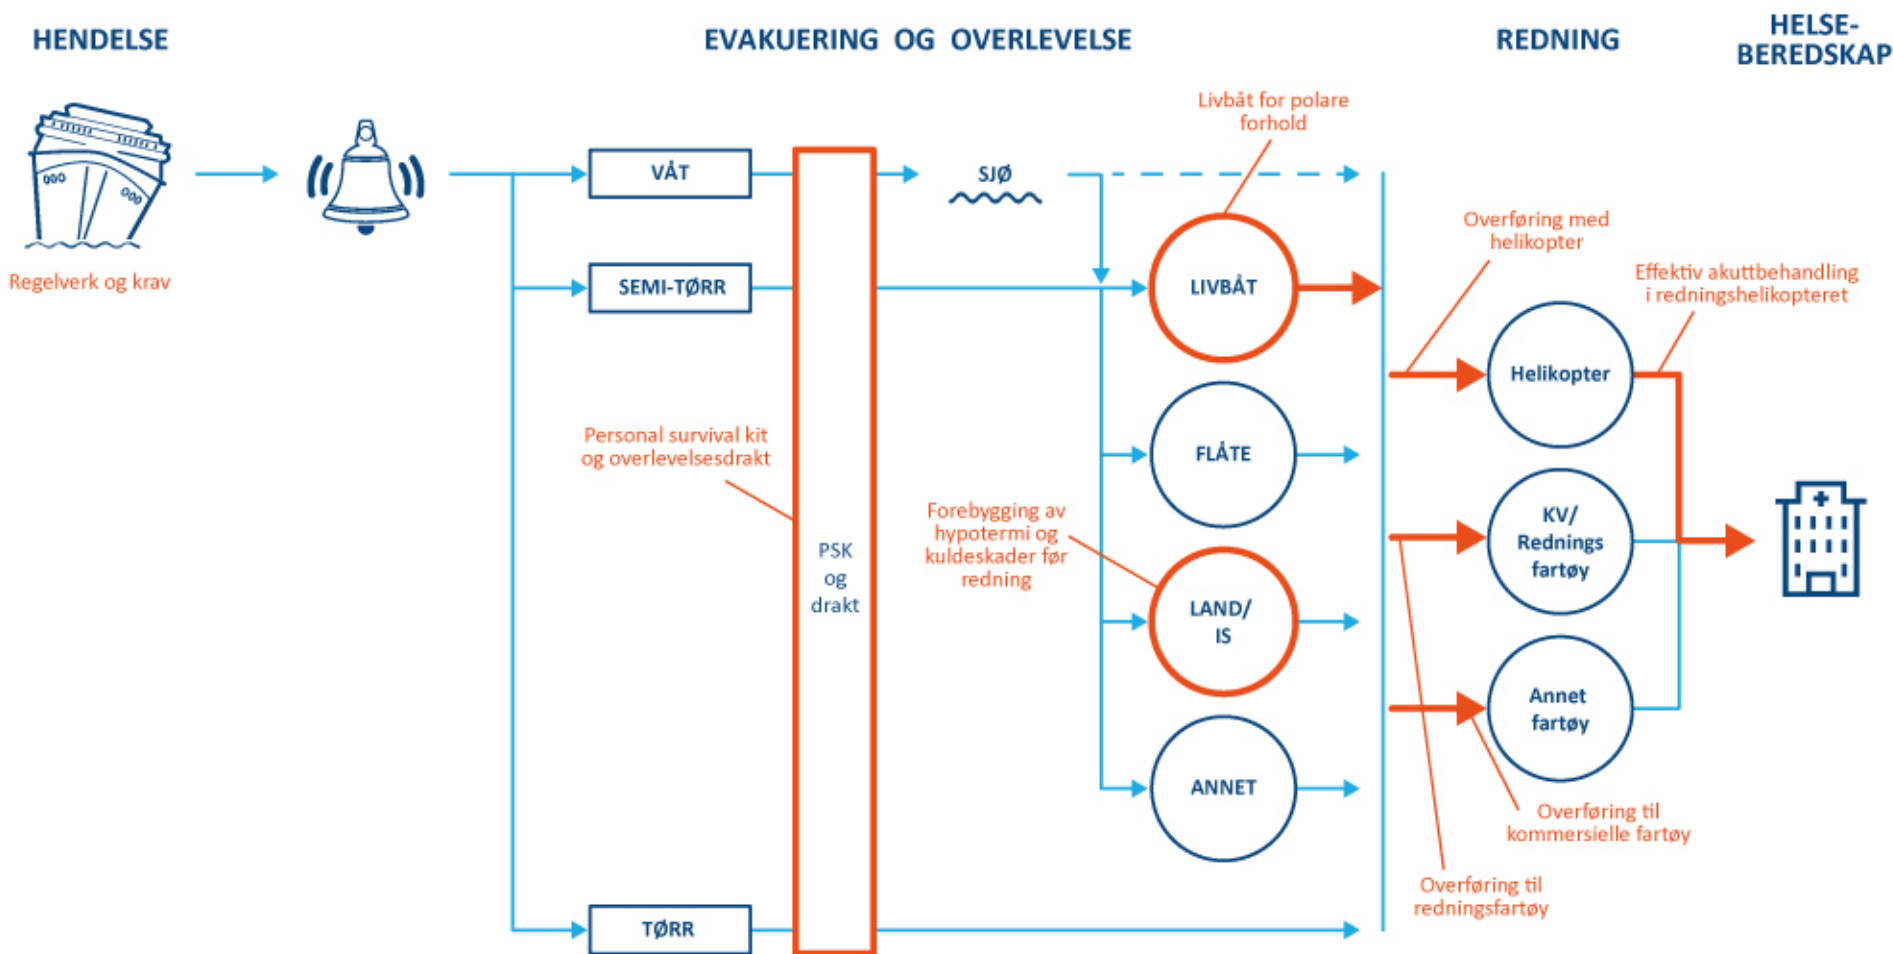 HENDELSE
EVAKUERING OG OVERLEVELSE
REDNING
HELSE-
BEREDSKAP
Regelverk og krav
VÅT
SEMI-TØRR
TØRR
Personal survival kit
og overlevelsesdrakt
PSK
og
drakt
SJØ
Livbåt for polare
forhold
LIVBÅT
FLÅTE
Forebygging av
hypotermi og
kuldeskader før
redning
LAND/
IS
ANNET
Overføring med
helikopter
Effektiv akuttbehandling
i redningshelikopteret
Helikopter
KV/
Rednings
fartøy
Annet
fartøy
Overføring til
kommersielle fartøy
Overføring til
redningsfartøy